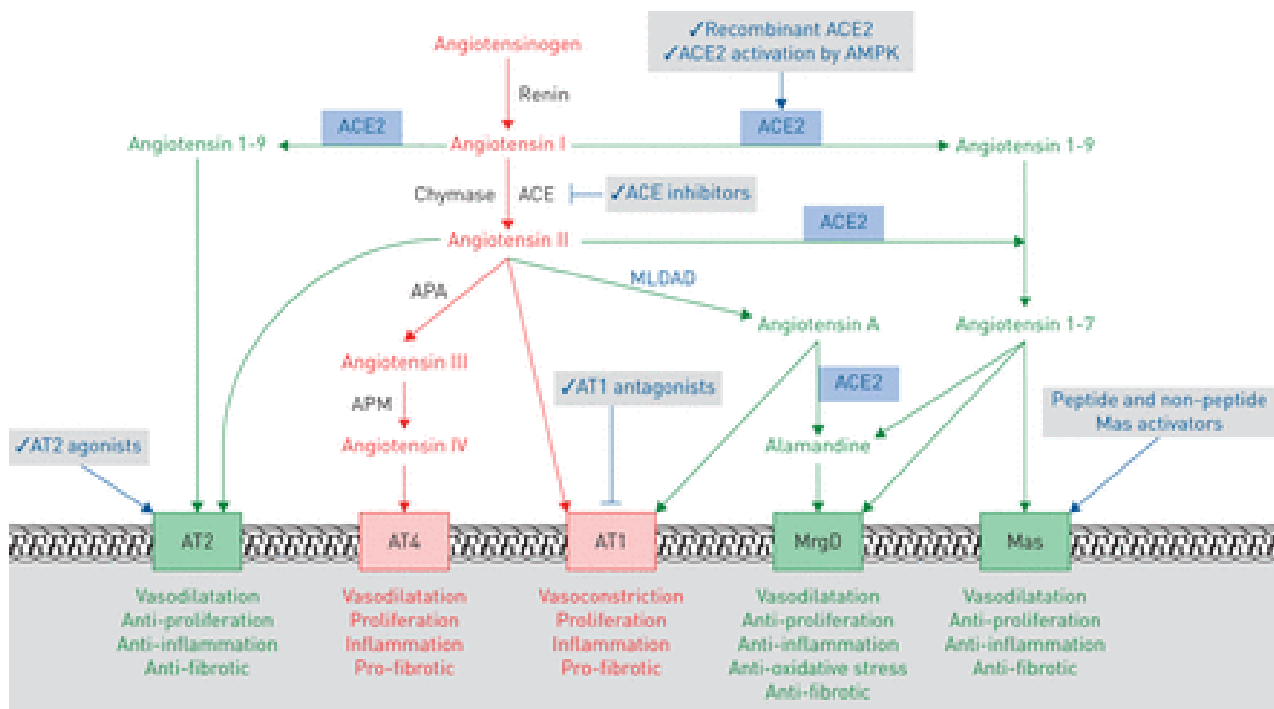 ✓Recombinant ACE2
✓ACE2 activation by AMPK
Angiotensinogen
Renin
ACE2
ACE2
Angiotensin 1-9
Angiotensin I
Angiotensin 1-9
Chymase
ACE
✓ACE inhibitors
ACE2
Angiotensin II
MLDAD
APA
Angiotensin A
Angiotensin 1-7
Angiotensin III
✓AT1 antagonists
ACE2
APM
Peptide and non-peptide
Mas activators
✓AT2 agonists
Angiotensin IV
Alamandine
AT2
AT4
AT1
MrgD
Mas
Vasodilatation
Anti-proliferation
Anti-inflammation
Anti-fibrotic
Vasodilatation
Proliferation
Inflammation
Pro-fibrotic
Vasoconstriction
Proliferation
Inflammation
Pro-fibrotic
Vasodilatation
Anti-proliferation
Anti-inflammation
Anti-oxidative stress
Anti-fibrotic
Vasodilatation
Anti-proliferation
Anti-inflammation
Anti-fibrotic